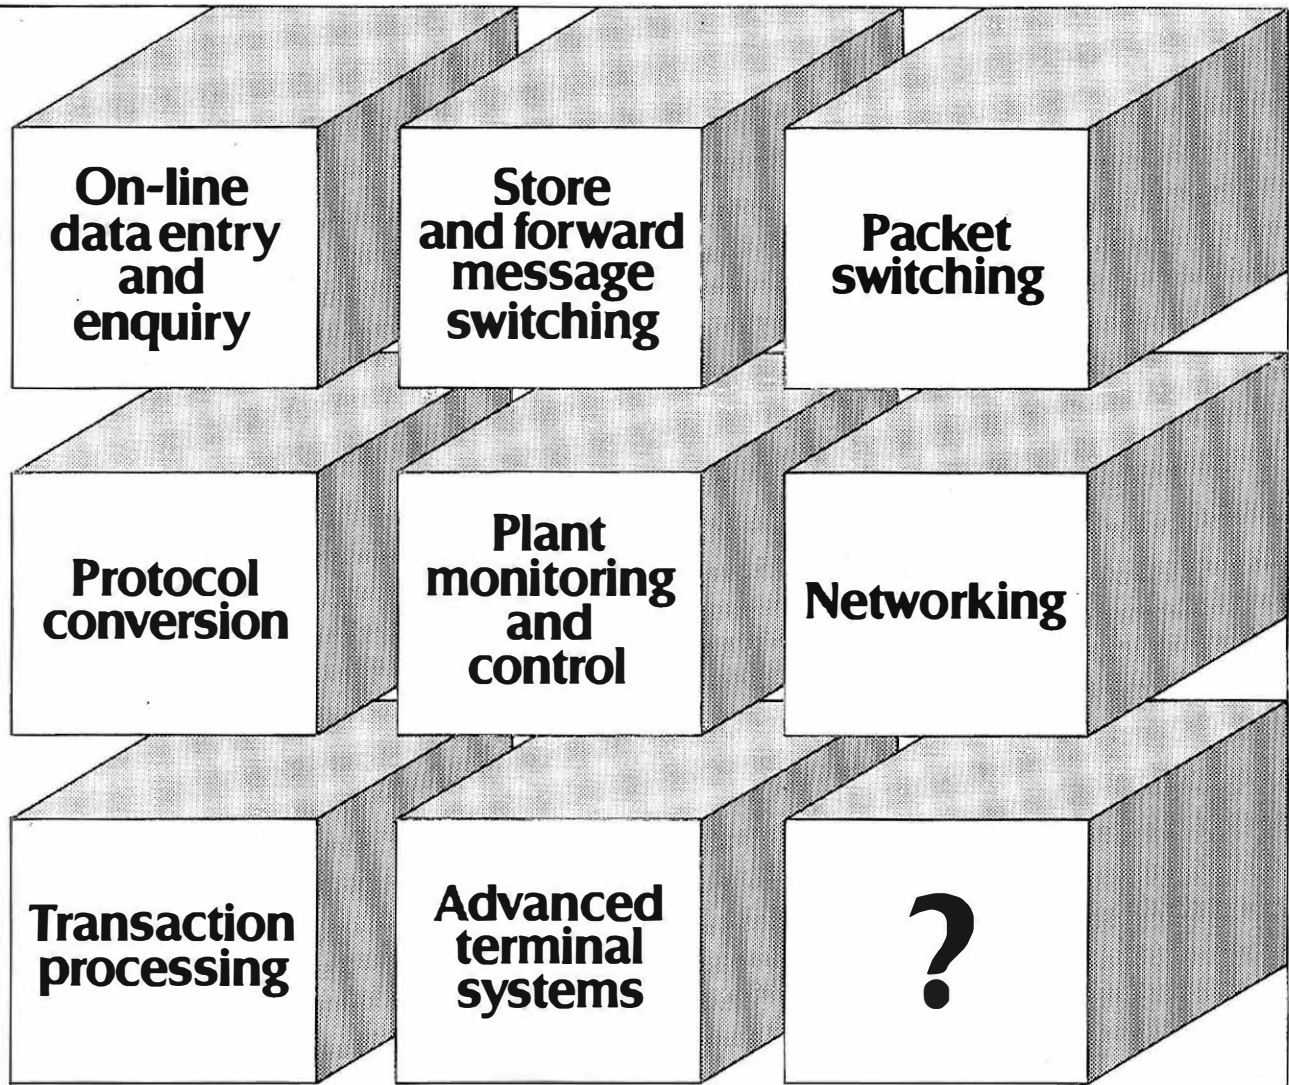 On-line
data entry
and
enquiry
Store
and forward
message
switching
Packet
switching
Protocol
conversion
Plant
monitoring
and
control
Networking
Transaction
processing
Advanced
terminal
systems
?